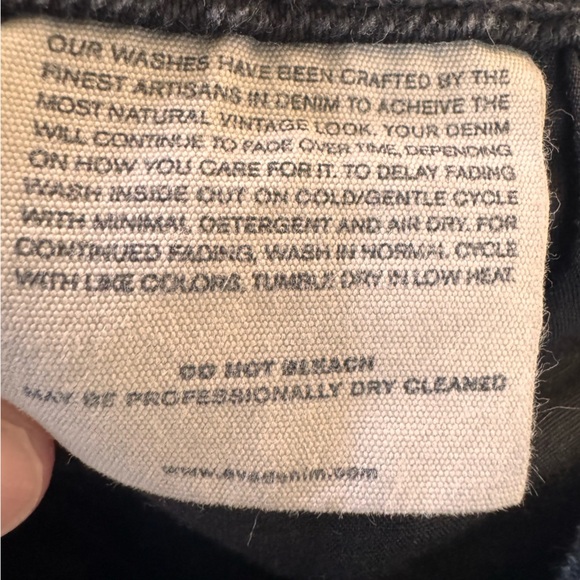 OUR WASHES HAVE BEEN CRAFTED BY THE
FINEST ARTISANS IN DENIM TO ACHEIVE THE
MOST NATURAL VINTAGE LOOK. YOUR DENIM
WILL CONTINUE TO FADE OVER TIME, DEPENDING
ON HOW YOU CARE FOR IT. TO DELAY FADING
WASH INSIDE OUT ON COLD/GENTLE CYCLE
WITH MINIMAL DETERGENT AND AIR DRY. FOR
CONTINUED FADING, WASH IN NORMAL CYCLE
WITH LIKE COLORS. TUMBLE DRY IN LOW HEAT.
DO NOT BLEACH
MAY BE PROFESSIONALLY DRY CLEANED
www.evedenim.com